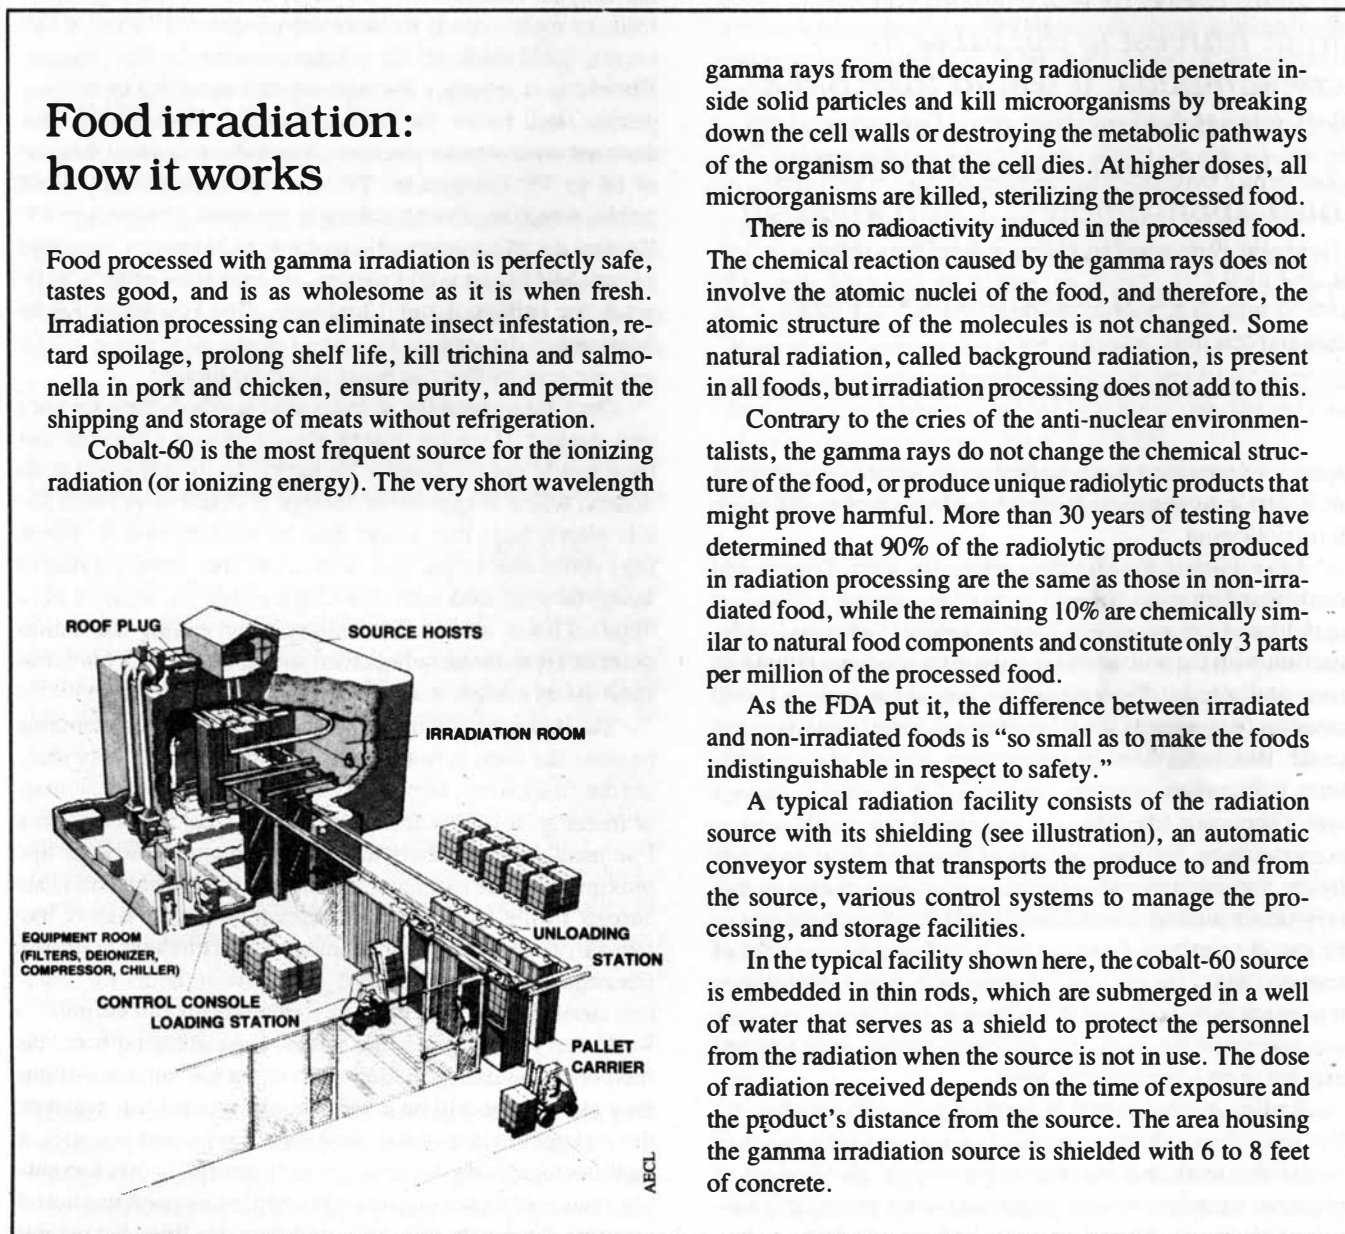 Food irradiation:
how it works
Food processed with gamma irradiation is perfectly safe,
tastes good, and is as wholesome as it is when fresh.
Irradiation processing can eliminate insect infestation, re-
tard spoilage, prolong shelf life, kill trichina and salmo-
nella in pork and chicken, ensure purity, and permit the
shipping and storage of meats without refrigeration.
Cobalt-60 is the most frequent source for the ionizing
radiation (or ionizing energy). The very short wavelength
ROOF PLUG
SOURCE HOISTS
IRRADIATION ROOM
UNLOADING
STATION
EQUIPMENT ROOM
(FILTERS, DEIONIZER,
COMPRESSOR, CHILLER)
CONTROL CONSOLE
LOADING STATION
PALLET
CARRIER
AECL
gamma rays from the decaying radionuclide penetrate in-
side solid particles and kill microorganisms by breaking
down the cell walls or destroying the metabolic pathways
of the organism so that the cell dies. At higher doses, all
microorganisms are killed, sterilizing the processed food.
There is no radioactivity induced in the processed food.
The chemical reaction caused by the gamma rays does not
involve the atomic nuclei of the food, and therefore, the
atomic structure of the molecules is not changed. Some
natural radiation, called background radiation, is present
in all foods, but irradiation processing does not add to this.
Contrary to the cries of the anti-nuclear environmen-
talists, the gamma rays do not change the chemical struc-
ture of the food, or produce unique radiolytic products that
might prove harmful. More than 30 years of testing have
determined that 90% of the radiolytic products produced
in radiation processing are the same as those in non-irra-
diated food, while the remaining 10% are chemically sim-
ilar to natural food components and constitute only 3 parts
per million of the processed food.
As the FDA put it, the difference between irradiated
and non-irradiated foods is "so small as to make the foods
indistinguishable in respect to safety."
A typical radiation facility consists of the radiation
source with its shielding (see illustration), an automatic
conveyor system that transports the produce to and from
the source, various control systems to manage the pro-
cessing, and storage facilities.
In the typical facility shown here, the cobalt-60 source
is embedded in thin rods, which are submerged in a well
of water that serves as a shield to protect the personnel
from the radiation when the source is not in use. The dose
of radiation received depends on the time of exposure and
the product's distance from the source. The area housing
the gamma irradiation source is shielded with 6 to 8 feet
of concrete.